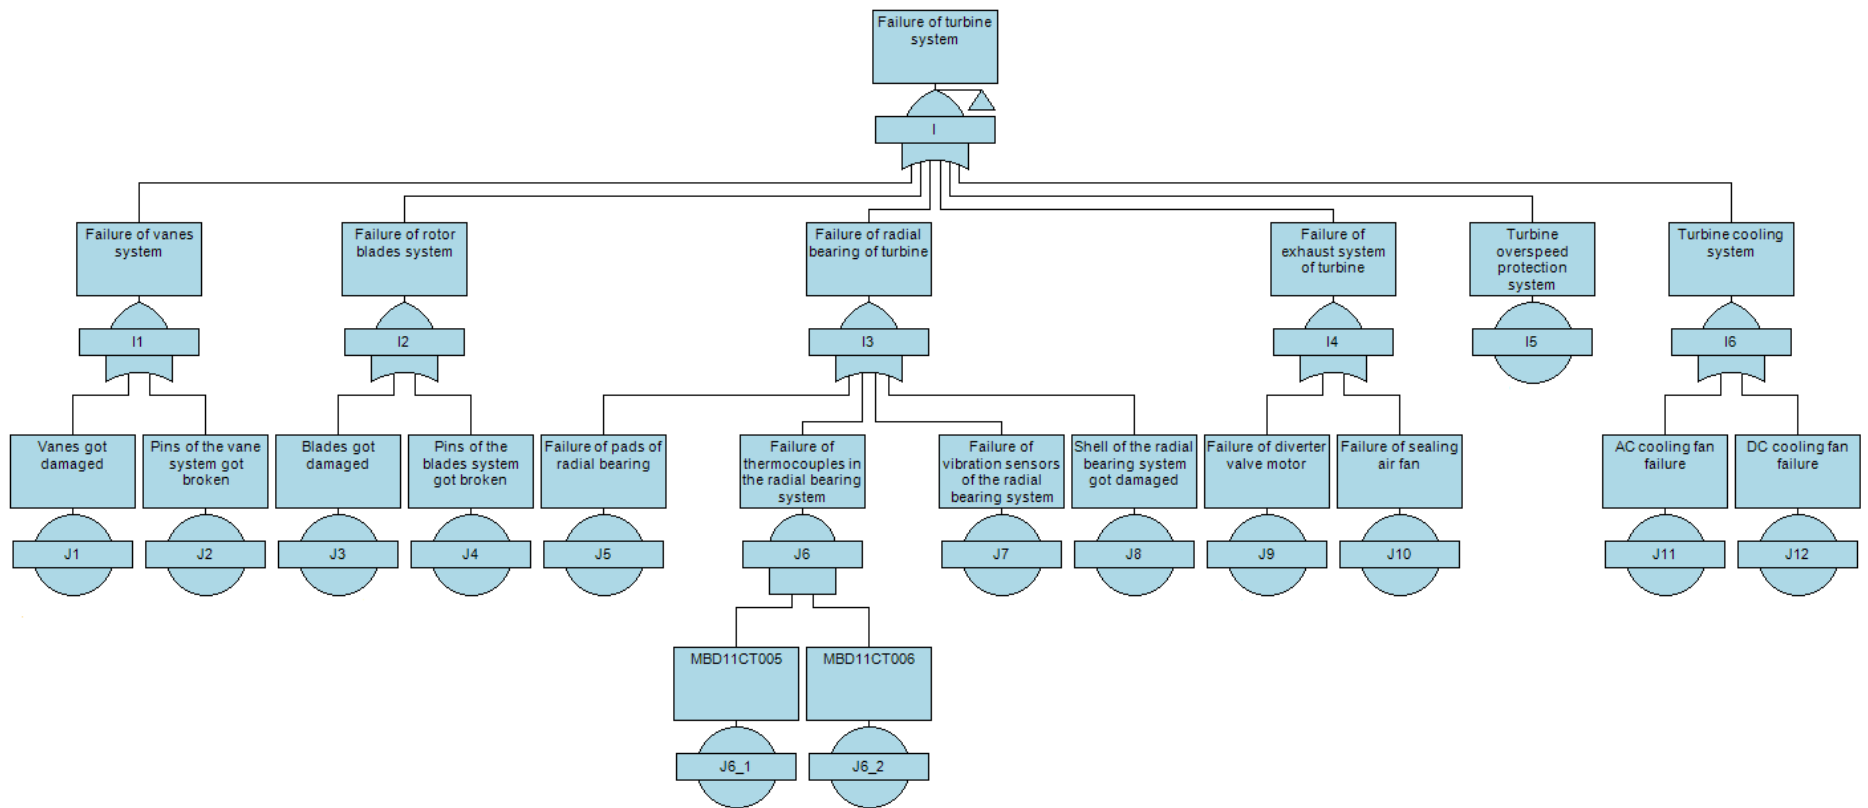 Failure of turbine
system
I
Failure of vanes
system
I1
Failure of rotor
blades system
I2
Failure of radial
bearing of turbine
I3
Failure of
exhaust system
of turbine
I4
Turbine
overspeed
protection
system
I5
Turbine cooling
system
I6
Vanes got
damaged
J1
Pins of the vane
system got
broken
J2
Blades got
damaged
J3
Pins of the
blades system
got broken
J4
Failure of pads of
radial bearing
J5
Failure of
thermocouples in
the radial bearing
system
J6
Failure of
vibration sensors
of the radial
bearing system
J7
Shell of the radial
bearing system
got damaged
J8
Failure of diverter
valve motor
J9
Failure of sealing
air fan
J10
AC cooling fan
failure
J11
DC cooling fan
failure
J12
MBD11CT005
J6_1
MBD11CT006
J6_2